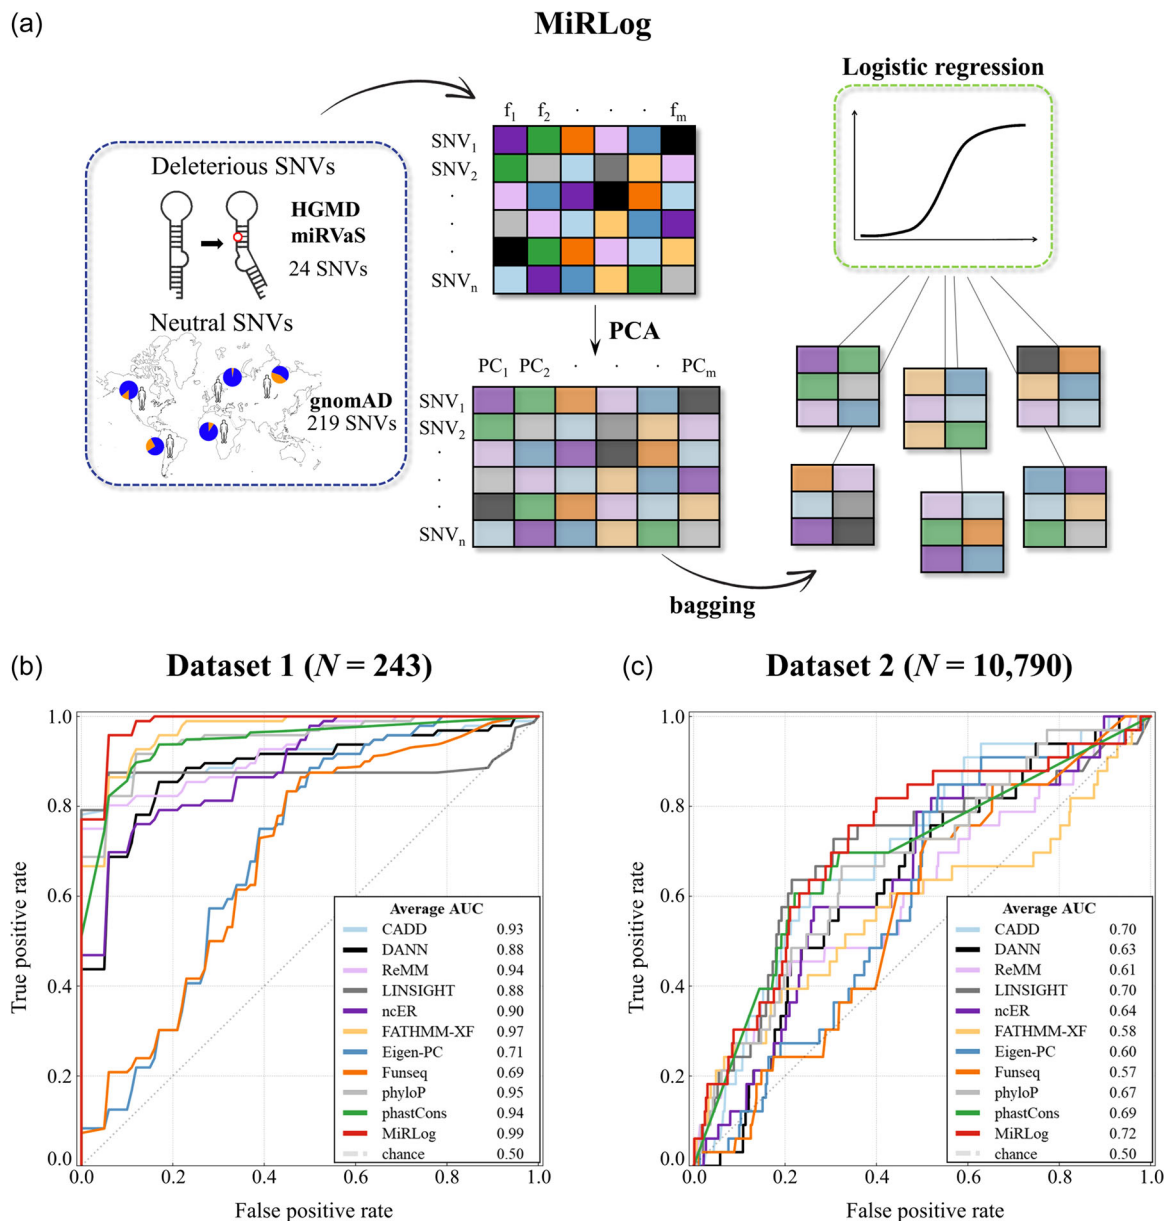 (a)
MiRLog
Deleterious SNVs
HGMD
miRVaS
24 SNVs
Neutral SNVs
gnomAD
219 SNVs
f1 f2 · · · fm
SNV1
SNV2
·
·
·
SNVn
PCA
PC1 PC2 · · · PCm
SNV1
SNV2
·
·
·
SNVn
bagging
Logistic regression
(b)
Dataset 1 (N = 243)
1.0
0.8
0.6
0.4
0.2
0.0
True positive rate
0.0 0.2 0.4 0.6 0.8 1.0
False positive rate
Average AUC
CADD 0.93
DANN 0.88
ReMM 0.94
LINSIGHT 0.88
ncER 0.90
FATHMM-XF 0.97
Eigen-PC 0.71
Funseq 0.69
phyloP 0.95
phastCons 0.94
MiRLog 0.99
chance 0.50
(c)
Dataset 2 (N = 10,790)
1.0
0.8
0.6
0.4
0.2
0.0
True positive rate
0.0 0.2 0.4 0.6 0.8 1.0
False positive rate
Average AUC
CADD 0.70
DANN 0.63
ReMM 0.61
LINSIGHT 0.70
ncER 0.64
FATHMM-XF 0.58
Eigen-PC 0.60
Funseq 0.57
phyloP 0.67
phastCons 0.69
MiRLog 0.72
chance 0.50